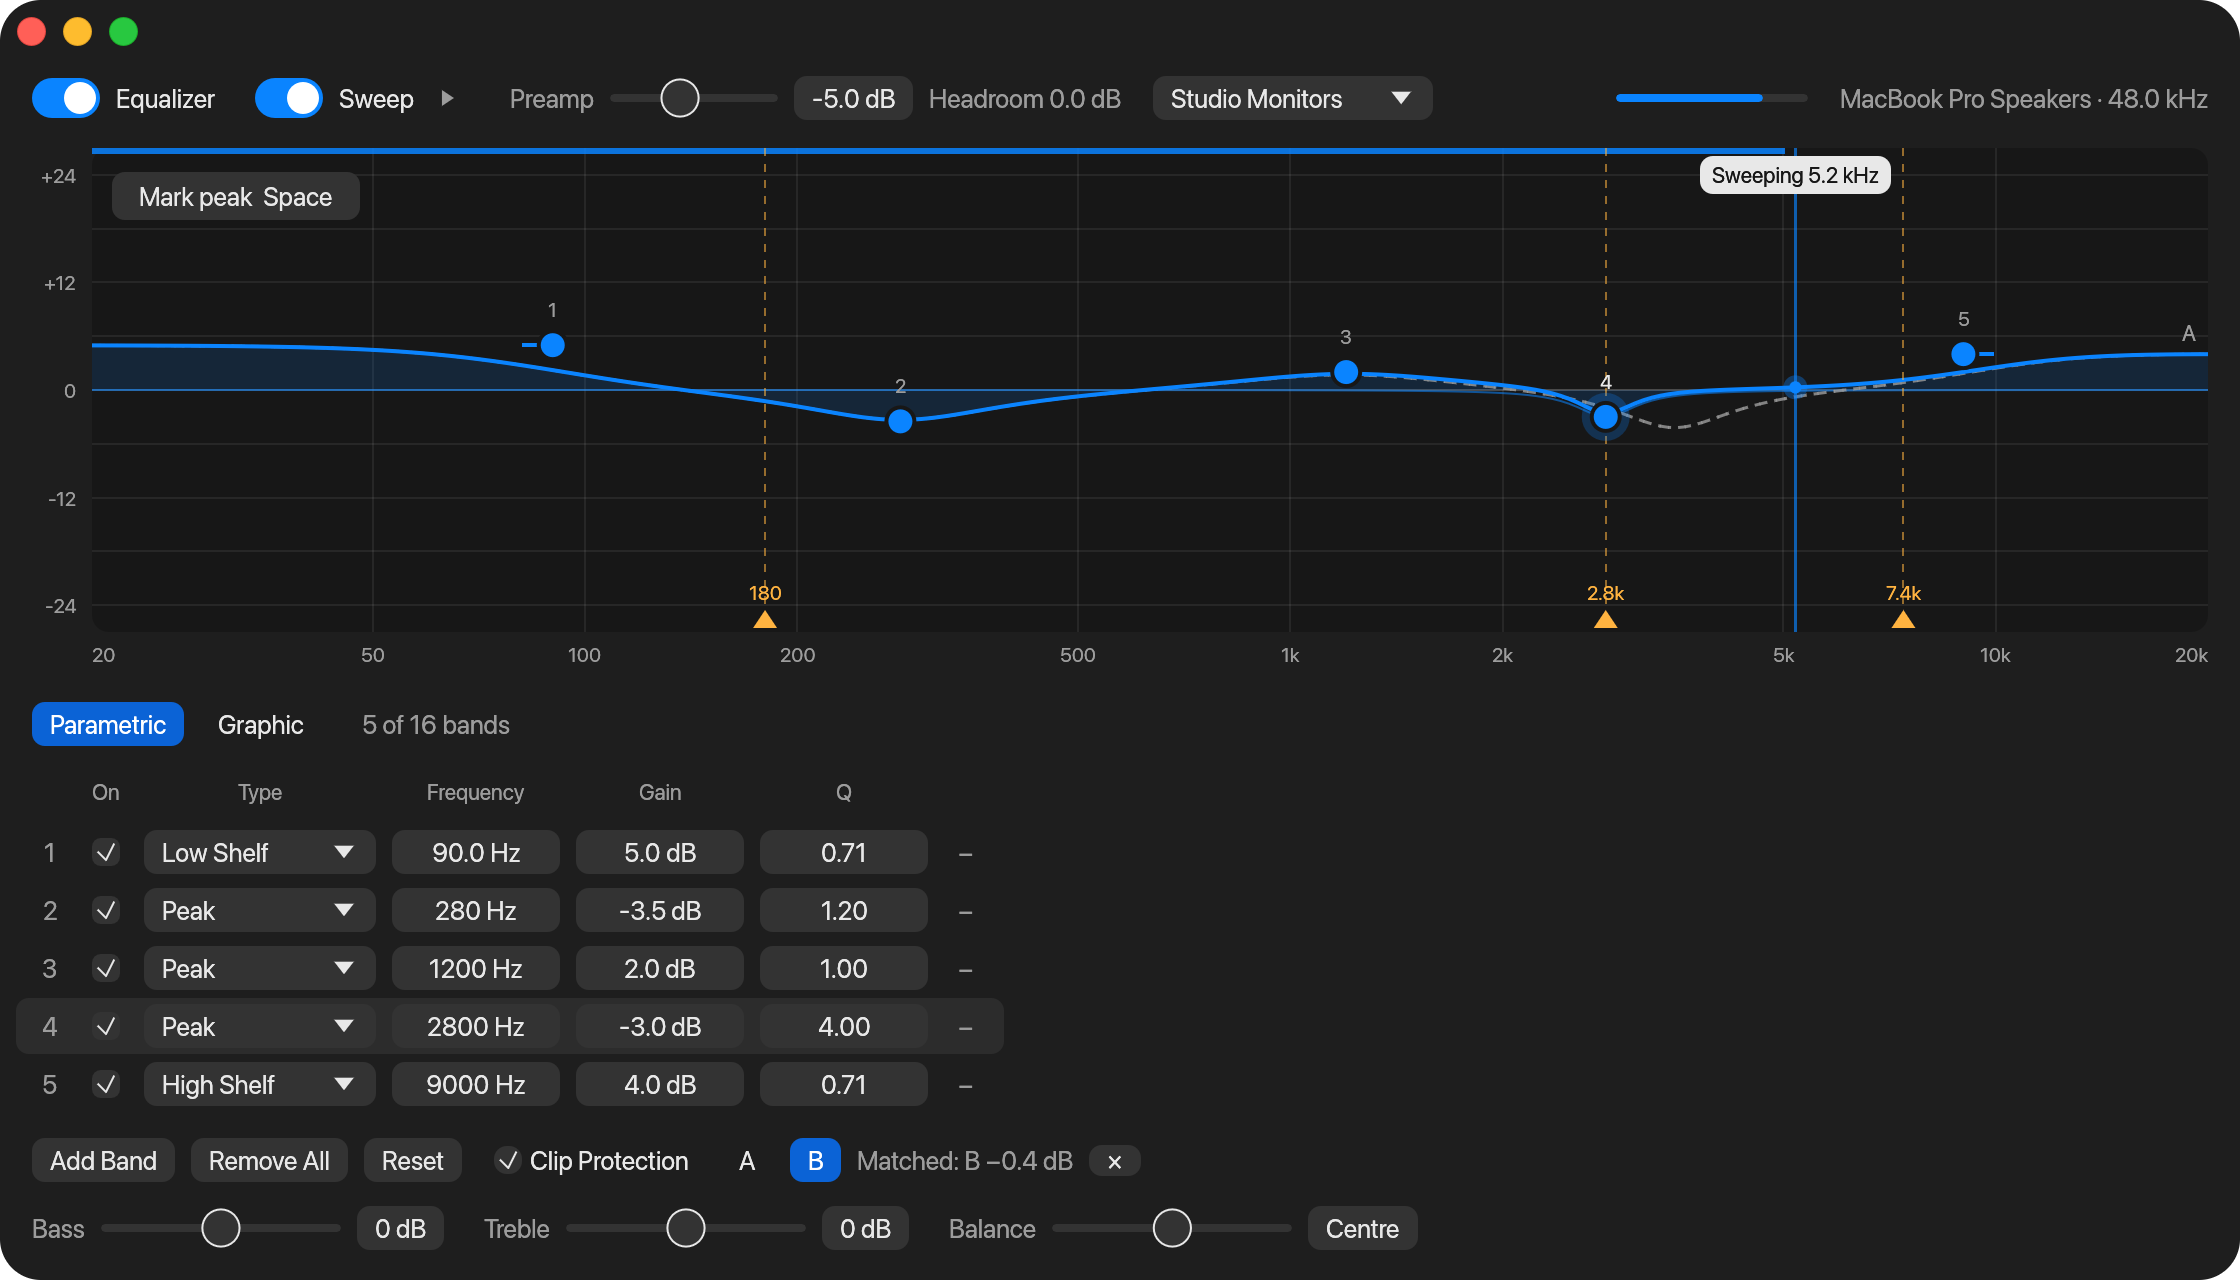 Equalizer Sweep Preamp -5.0 dB Headroom 0.0 dB Studio Monitors MacBook Pro Speakers · 48.0 kHz
Sweeping 5.2 kHz
+24
Mark peak Space
+12
1
5
A
3
2
4
0
-12
180 2.8k 7.4k
-24
20 50 100 200 500 1k 2k 5k 10k 20k
Parametric Graphic 5 of 16 bands
On Type Frequency Gain Q
1 Low Shelf 90.0 Hz 5.0 dB 0.71 –
2 Peak 280 Hz -3.5 dB 1.20 –
3 Peak 1200 Hz 2.0 dB 1.00 –
4 Peak 2800 Hz -3.0 dB 4.00 –
5 High Shelf 9000 Hz 4.0 dB 0.71 –
Add Band Remove All Reset Clip Protection A B Matched: B –0.4 dB ×
Bass 0 dB Treble 0 dB Balance Centre